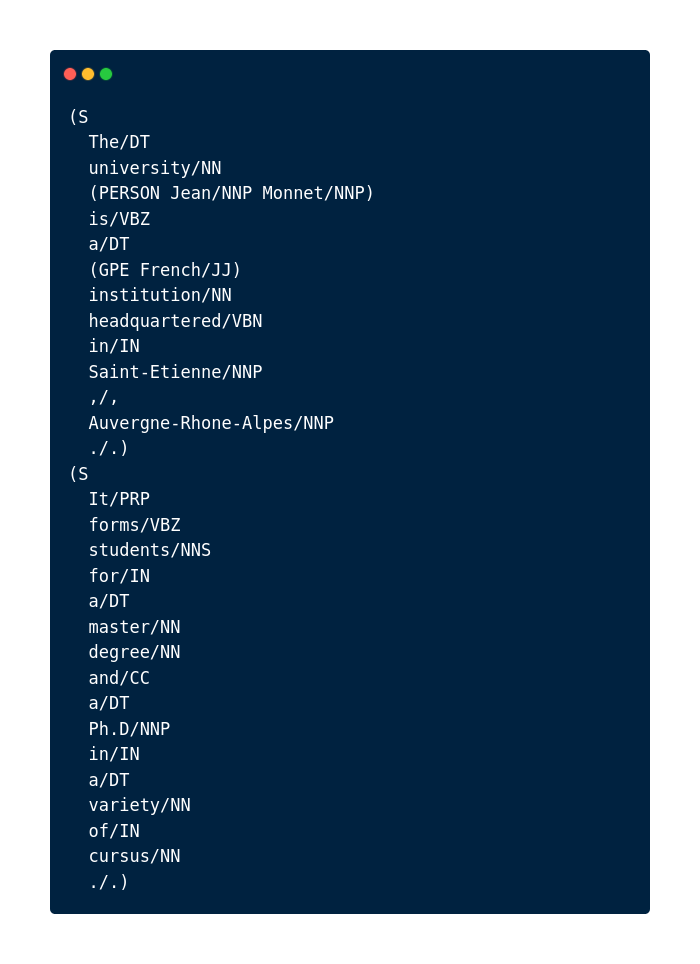 (S
  The/DT
  university/NN
  (PERSON Jean/NNP Monnet/NNP)
  is/VBZ
  a/DT
  (GPE French/JJ)
  institution/NN
  headquartered/VBN
  in/IN
  Saint-Etienne/NNP
  ,/,
  Auvergne-Rhone-Alpes/NNP
  ./.)
(S
  It/PRP
  forms/VBZ
  students/NNS
  for/IN
  a/DT
  master/NN
  degree/NN
  and/CC
  a/DT
  Ph.D/NNP
  in/IN
  a/DT
  variety/NN
  of/IN
  cursus/NN
  ./.)